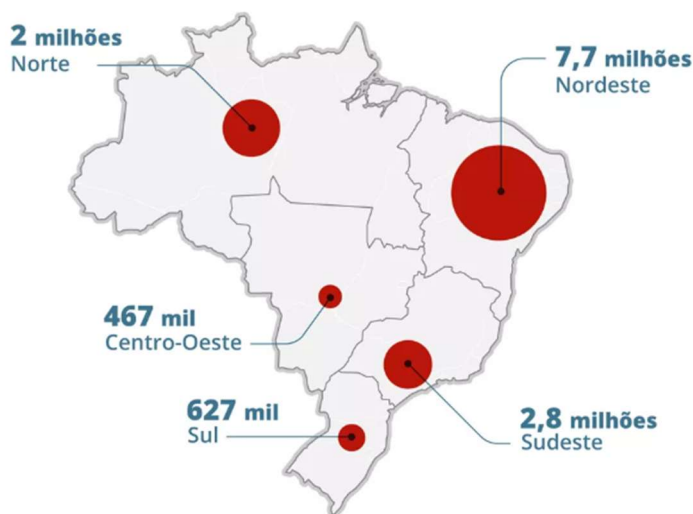 2 milhões
Norte
7,7 milhões
Nordeste
467 mil
Centro-Oeste
627 mil
Sul
2,8 milhões
Sudeste